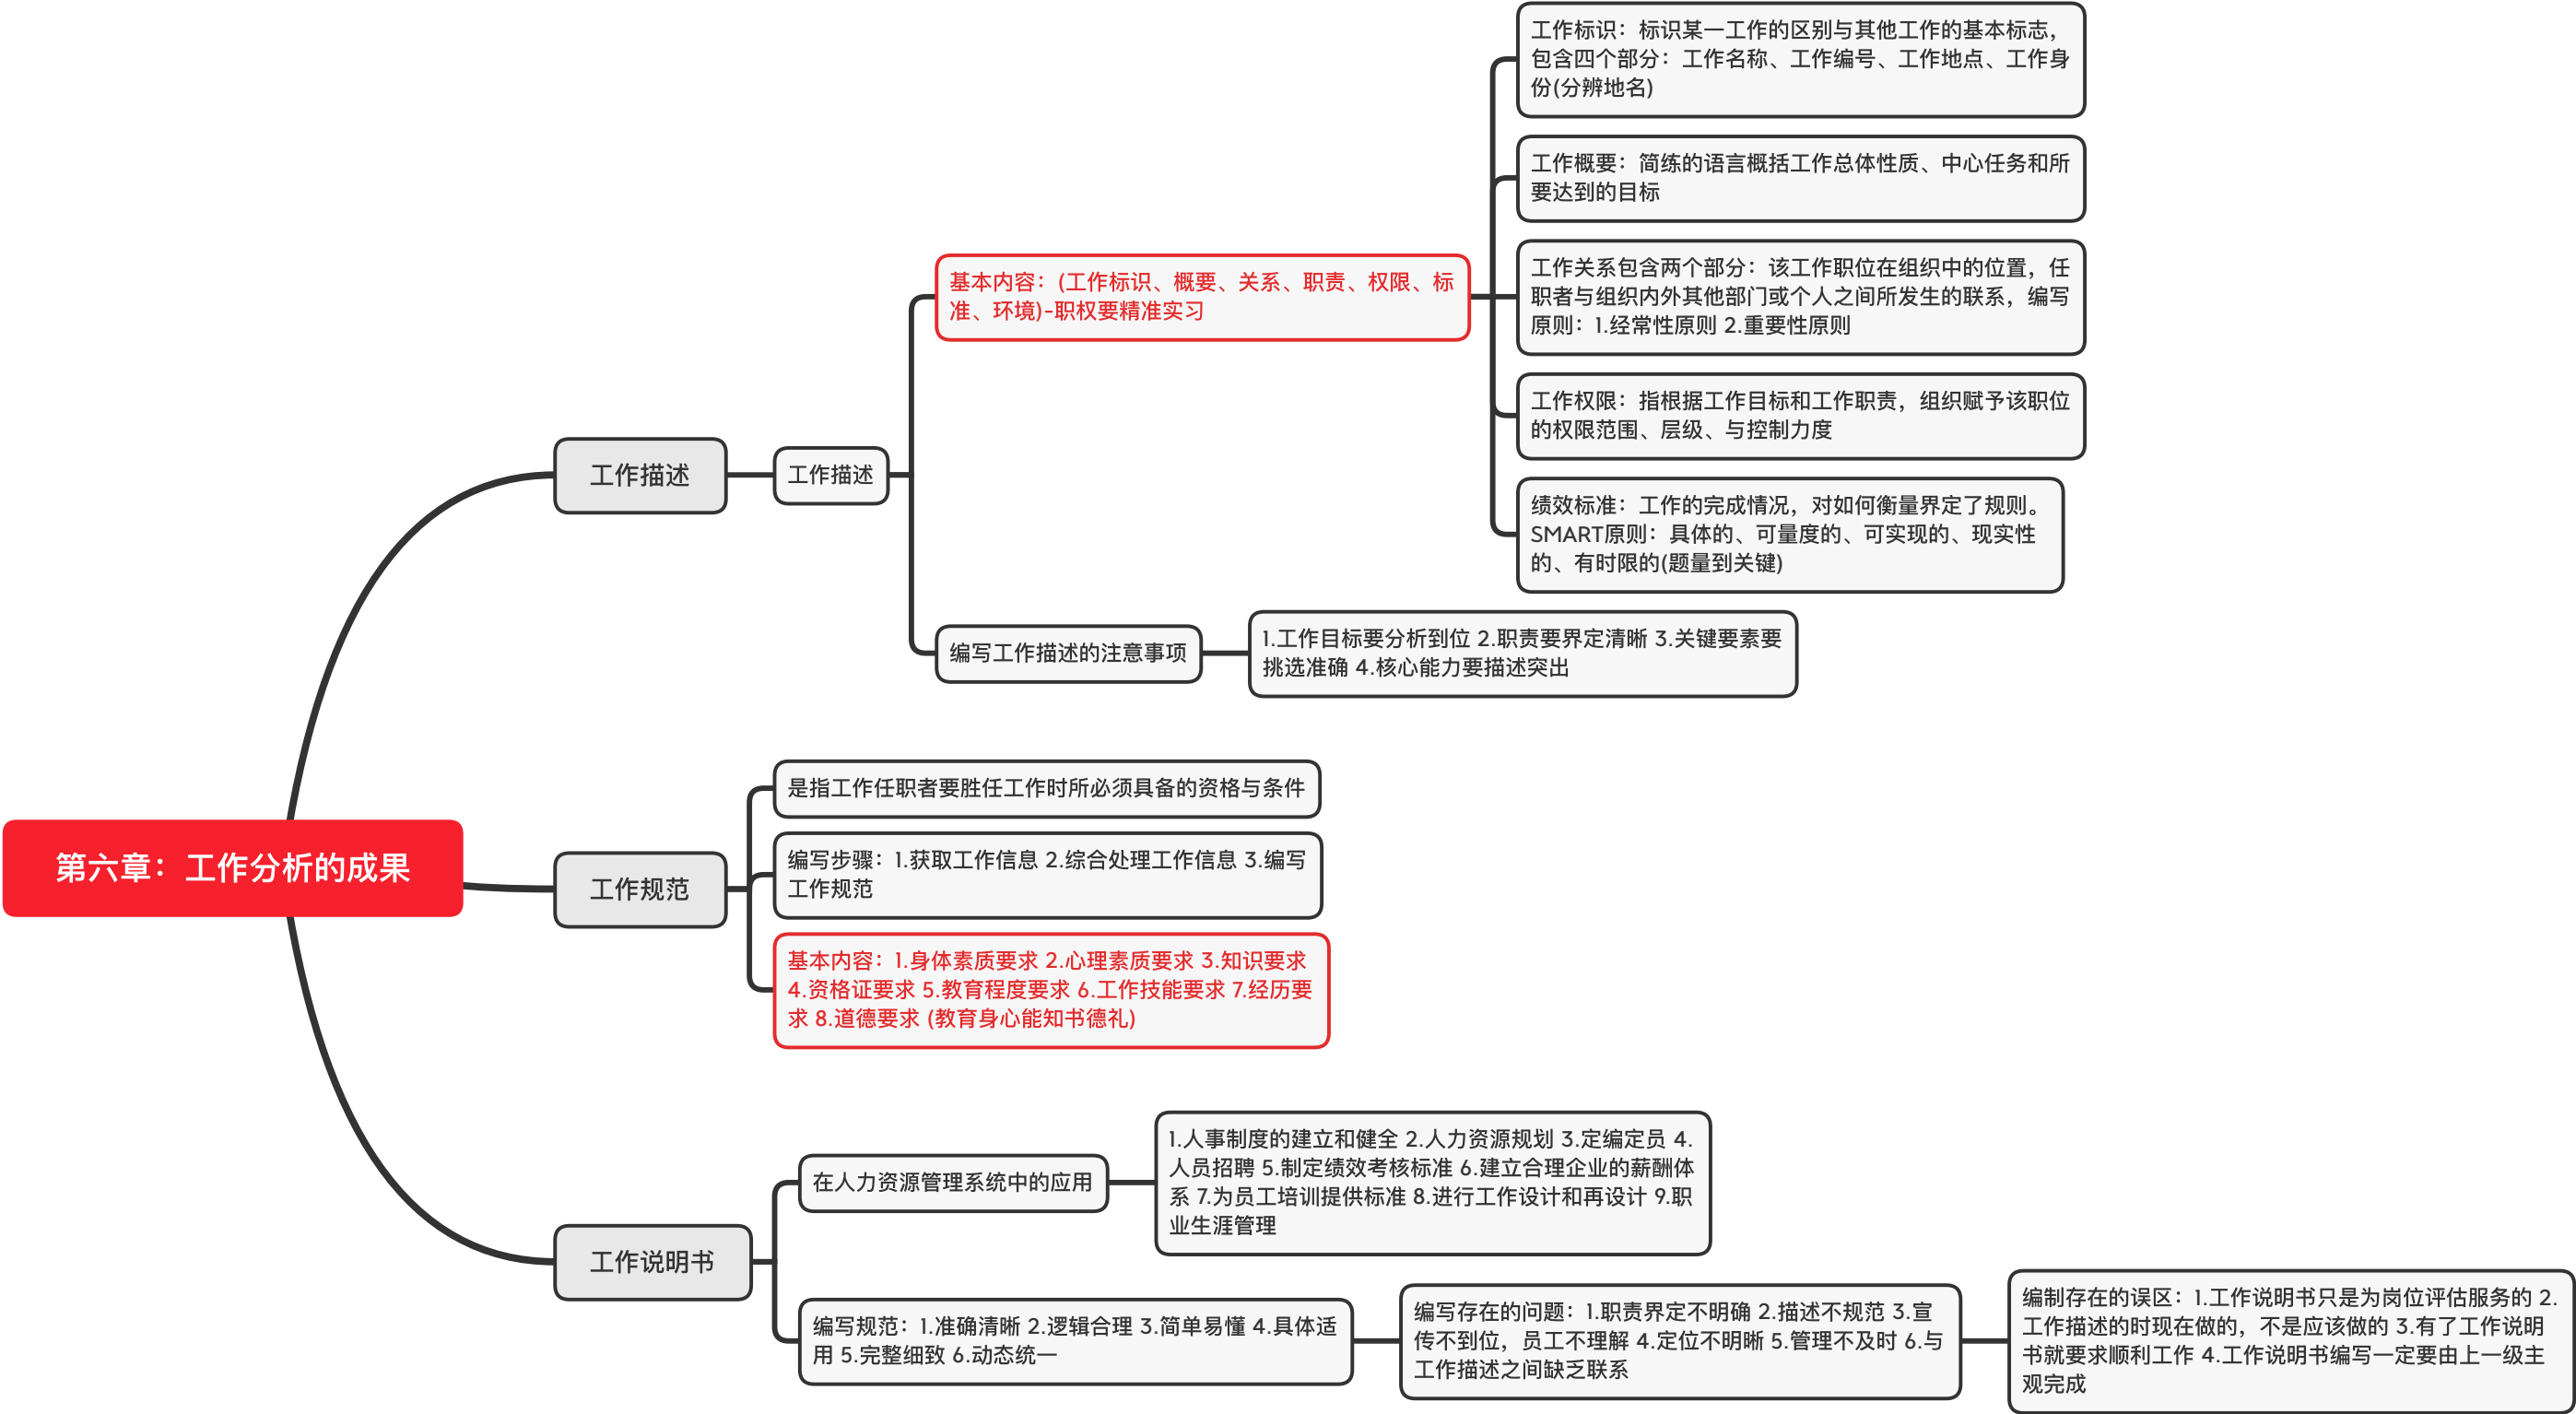 第六章：工作分析的成果
工作描述
工作描述
基本内容：(工作标识、概要、关系、职责、权限、标
准、环境)-职权要精准实习
工作标识：标识某一工作的区别与其他工作的基本标志，
包含四个部分：工作名称、工作编号、工作地点、工作身
份(分辨地名)
工作概要：简练的语言概括工作总体性质、中心任务和所
要达到的目标
工作关系包含两个部分：该工作职位在组织中的位置，任
职者与组织内外其他部门或个人之间所发生的联系，编写
原则：1.经常性原则 2.重要性原则
工作权限：指根据工作目标和工作职责，组织赋予该职位
的权限范围、层级、与控制力度
绩效标准：工作的完成情况，对如何衡量界定了规则。
SMART原则：具体的、可量度的、可实现的、现实性
的、有时限的(题量到关键)
编写工作描述的注意事项
1.工作目标要分析到位 2.职责要界定清晰 3.关键要素要
挑选准确 4.核心能力要描述突出
工作规范
是指工作任职者要胜任工作时所必须具备的资格与条件
编写步骤：1.获取工作信息 2.综合处理工作信息 3.编写
工作规范
基本内容：1.身体素质要求 2.心理素质要求 3.知识要求
4.资格证要求 5.教育程度要求 6.工作技能要求 7.经历要
求 8.道德要求 (教育身心能知书德礼)
工作说明书
在人力资源管理系统中的应用
1.人事制度的建立和健全 2.人力资源规划 3.定编定员 4.
人员招聘 5.制定绩效考核标准 6.建立合理企业的薪酬体
系 7.为员工培训提供标准 8.进行工作设计和再设计 9.职
业生涯管理
编写规范：1.准确清晰 2.逻辑合理 3.简单易懂 4.具体适
用 5.完整细致 6.动态统一
编写存在的问题：1.职责界定不明确 2.描述不规范 3.宣
传不到位，员工不理解 4.定位不明晰 5.管理不及时 6.与
工作描述之间缺乏联系
编制存在的误区：1.工作说明书只是为岗位评估服务的 2.
工作描述的时现在做的，不是应该做的 3.有了工作说明
书就要求顺利工作 4.工作说明书编写一定要由上一级主
观完成